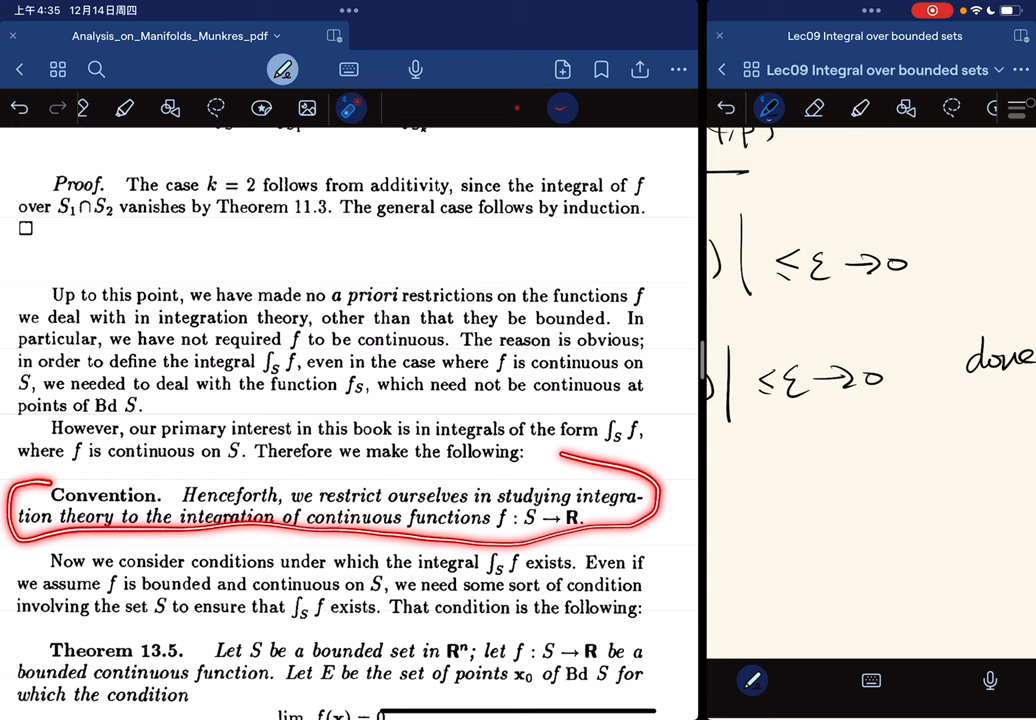 上午4:35 12月14日周四
Analysis_on_Manifolds_Munkres_pdf
Lec09 Integral over bounded sets
Lec09 Integral over bounded sets
Proof. The case k = 2 follows from additivity, since the integral of f
over S₁∩S₂ vanishes by Theorem 11.3. The general case follows by induction.
□
Up to this point, we have made no a priori restrictions on the functions f
we deal with in integration theory, other than that they be bounded. In
particular, we have not required f to be continuous. The reason is obvious;
in order to define the integral ∫_S f, even in the case where f is continuous on
S, we needed to deal with the function f_S, which need not be continuous at
points of Bd S.
However, our primary interest in this book is in integrals of the form ∫_S f,
where f is continuous on S. Therefore we make the following:
Convention. Henceforth, we restrict ourselves in studying integra-
tion theory to the integration of continuous functions f : S → R.
Now we consider conditions under which the integral ∫_S f exists. Even if
we assume f is bounded and continuous on S, we need some sort of condition
involving the set S to ensure that ∫_S f exists. That condition is the following:
Theorem 13.5. Let S be a bounded set in Rⁿ; let f : S → R be a
bounded continuous function. Let E be the set of points x₀ of Bd S for
which the condition
lim f(x) = 0
) | ≤ ε → 0
) | ≤ ε → 0 done